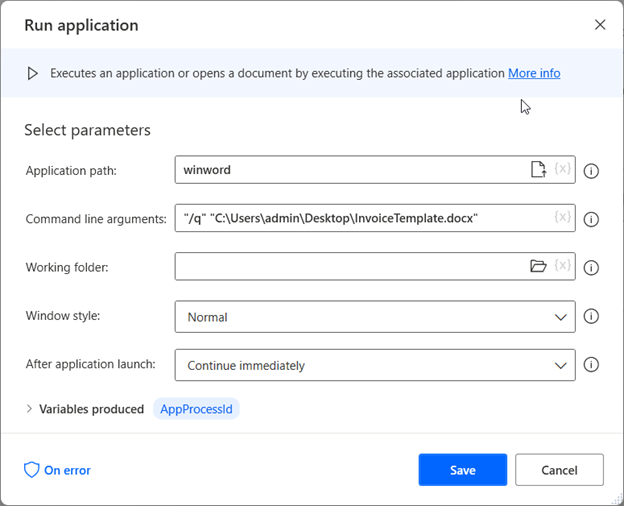 Run application
Executes an application or opens a document by executing the associated application More info
Select parameters
Application path: winword {x}
Command line arguments: "/q" "C:\Users\admin\Desktop\InvoiceTemplate.docx" {x}
Working folder: {x}
Window style: Normal
After application launch: Continue immediately
Variables produced AppProcessId
On error Save Cancel